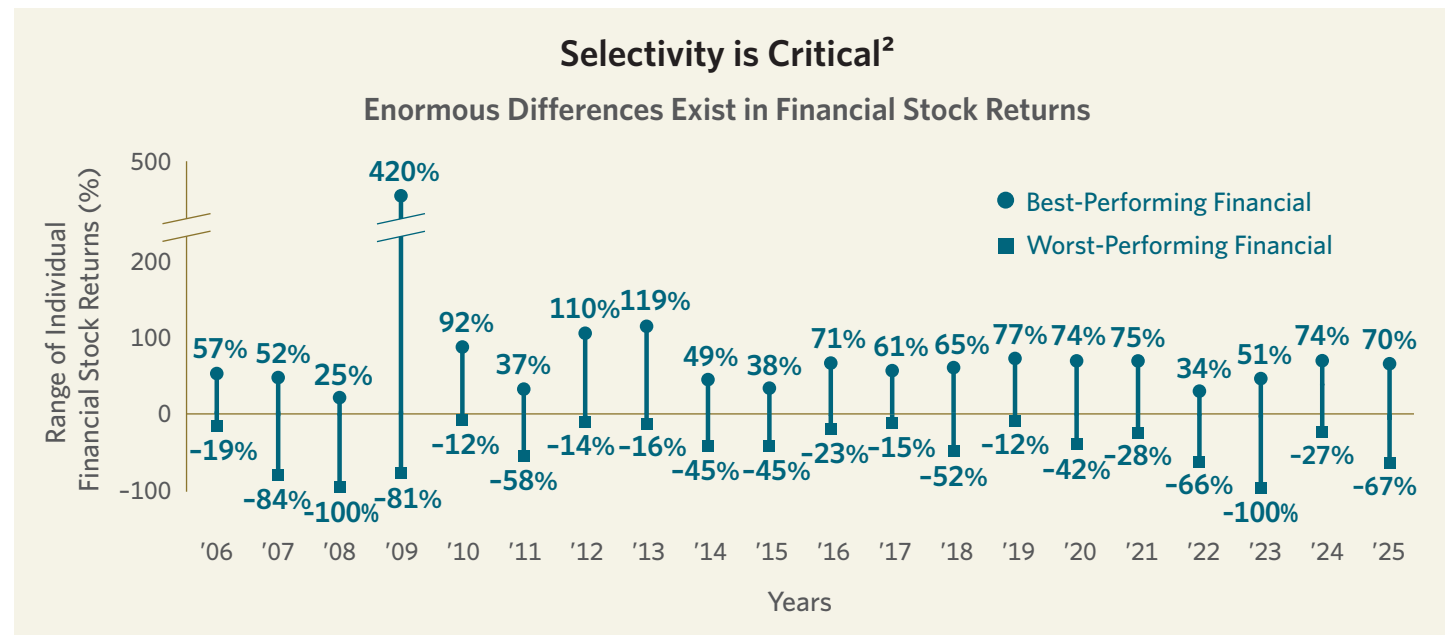 Selectivity is Critical²
Enormous Differences Exist in Financial Stock Returns
Range of Individual
Financial Stock Returns (%)
500
200
100
0
–100
Best-Performing Financial
Worst-Performing Financial
57% 52% 25% 420% 92% 37% 110% 119% 49% 38% 71% 61% 65% 77% 74% 75% 34% 51% 74% 70%
–19% –84% –100% –81% –12% –58% –14% –16% –45% –45% –23% –15% –52% –12% –42% –28% –66% –100% –27% –67%
’06 ’07 ’08 ’09 ’10 ’11 ’12 ’13 ’14 ’15 ’16 ’17 ’18 ’19 ’20 ’21 ’22 ’23 ’24 ’25
Years